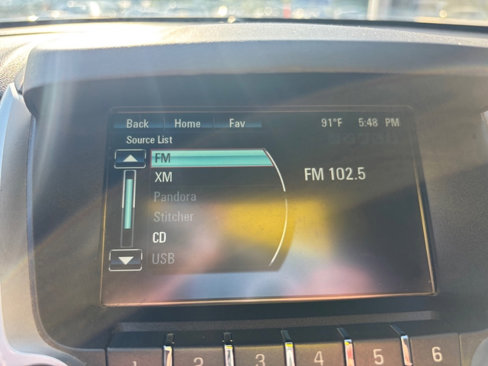 Back Home Fav 91°F 5:48 PM
Source List
FM
XM
FM 102.5
Pandora
Stitcher
CD
USB
1 2 3 4 5 6